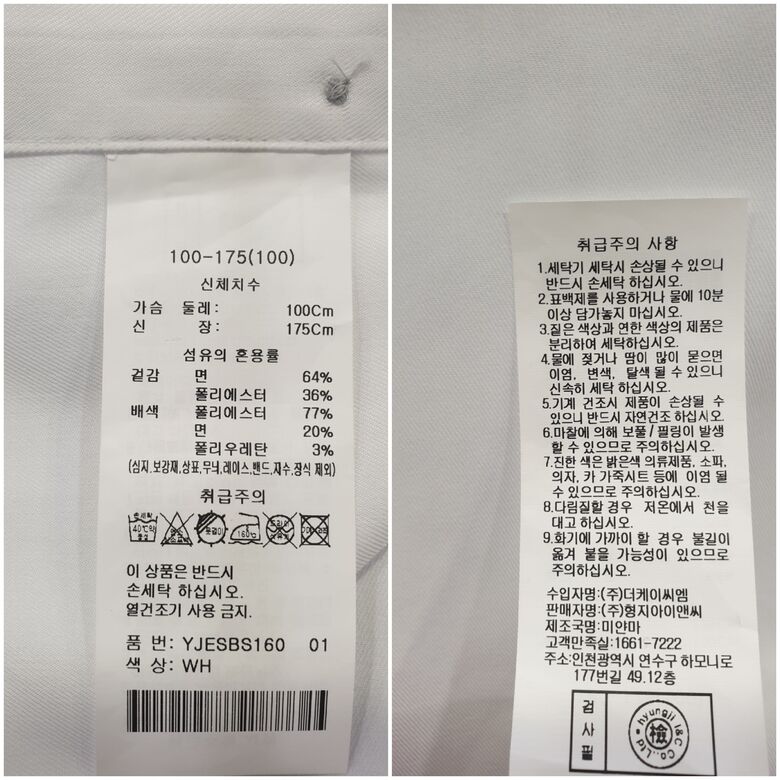 100-175(100)
신체치수
가슴 둘레: 100Cm
신 장: 175Cm
섬유의 혼용률
겉감 면 64%
폴리에스터 36%
배색 폴리에스터 77%
면 20%
폴리우레탄 3%
(심지,보강재,상표,무늬,레이스,밴드,자수,장식 제외)
취급주의
손세탁
40℃약
중성
옷걸이
160℃
드라이
이 상품은 반드시
손세탁 하십시오.
열건조기 사용 금지.
품 번: YJESBS160 01
색 상: WH
취급주의 사항
1.세탁기 세탁시 손상될 수 있으니
반드시 손세탁 하십시오.
2.표백제를 사용하거나 물에 10분
이상 담가놓지 마십시오.
3.짙은 색상과 연한 색상의 제품은
분리하여 세탁하십시오.
4.물에 젖거나 땀이 많이 묻으면
이염, 변색, 탈색 될 수 있으니
신속히 세탁 하십시오.
5.기계 건조시 제품이 손상될 수
있으니 반드시 자연건조 하십시오.
6.마찰에 의해 보풀/필링이 발생
할 수 있으므로 주의하십시오.
7.진한 색은 밝은색 의류제품, 소파,
의자, 카 가죽시트 등에 이염 될
수 있으므로 주의하십시오.
8.다림질할 경우 저온에서 천을
대고 하십시오.
9.화기에 가까이 할 경우 불길이
옮겨 붙을 가능성이 있으므로
주의하십시오.
수입자명:(주)더케이씨엠
판매자명:(주)형지아이앤씨
제조국명:미얀마
고객만족실:1661-7222
주소:인천광역시 연수구 하모니로
177번길 49.12층
검사필
hyungji I&C Co.,Ltd
檢